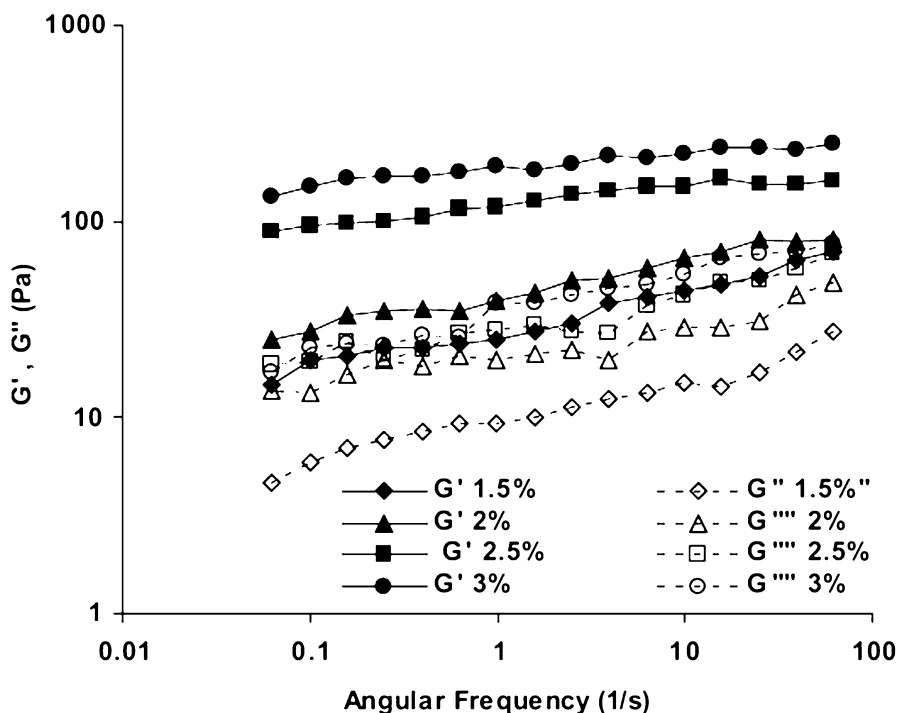 1000
100
10
1
G' , G" (Pa)
G' 1.5%
G' 2%
G' 2.5%
G' 3%
G" 1.5%"
G"" 2%
G"" 2.5%
G"" 3%
0.01 0.1 1 10 100
Angular Frequency (1/s)